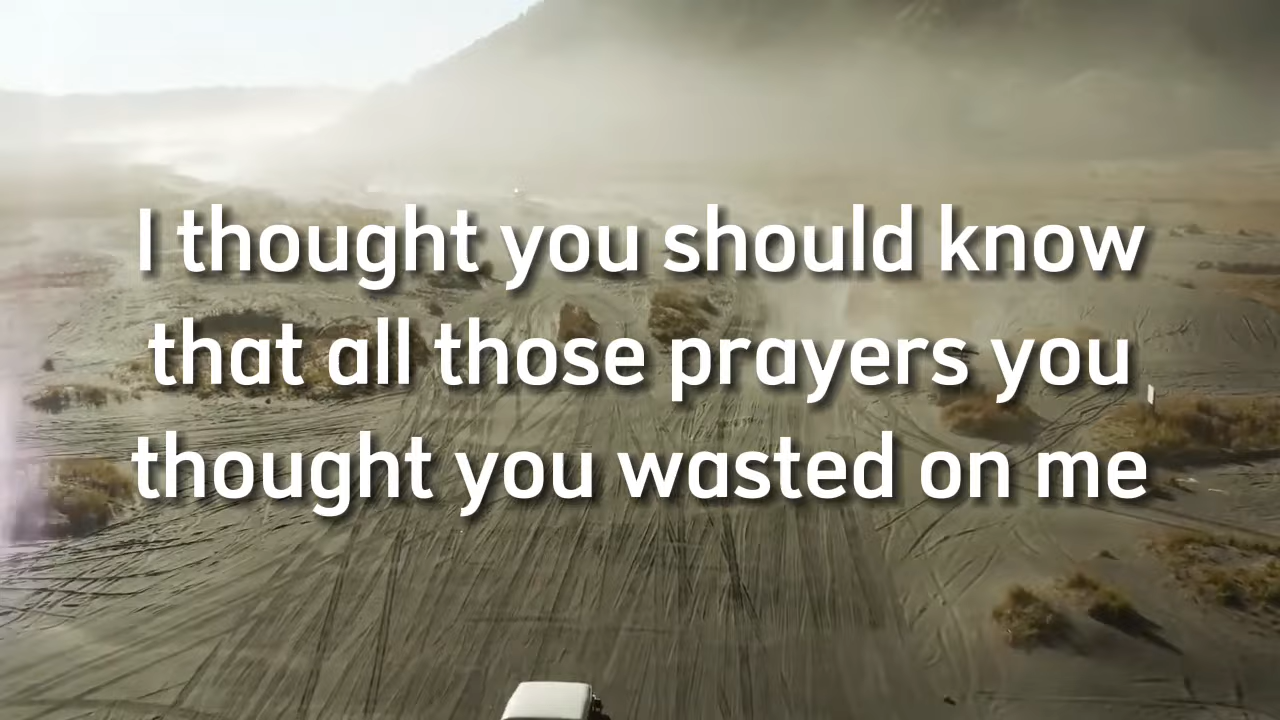 I thought you should know
that all those prayers you
thought you wasted on me